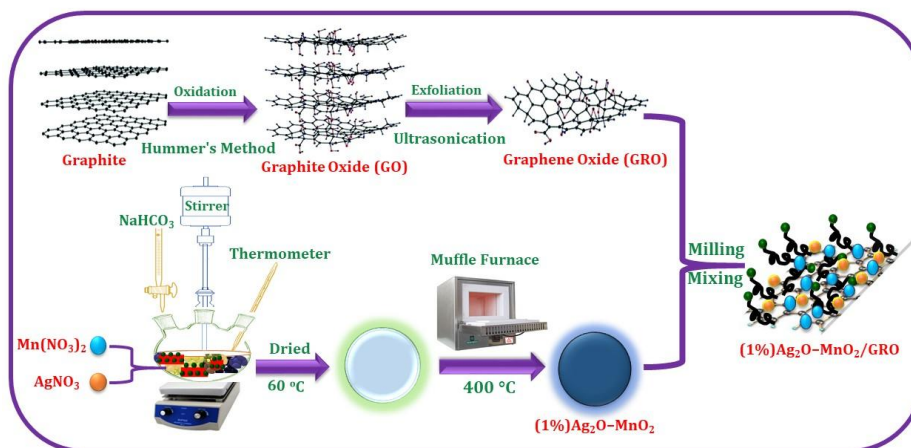 Oxidation
Hummer's Method
Exfoliation
Ultrasonication
Graphite
Graphite Oxide (GO)
Graphene Oxide (GRO)
Stirrer
NaHCO₃
Thermometer
Mn(NO₃)₂
AgNO₃
Dried
60 °C
Muffle Furnace
400 °C
(1%)Ag₂O–MnO₂
Milling
Mixing
(1%)Ag₂O–MnO₂/GRO